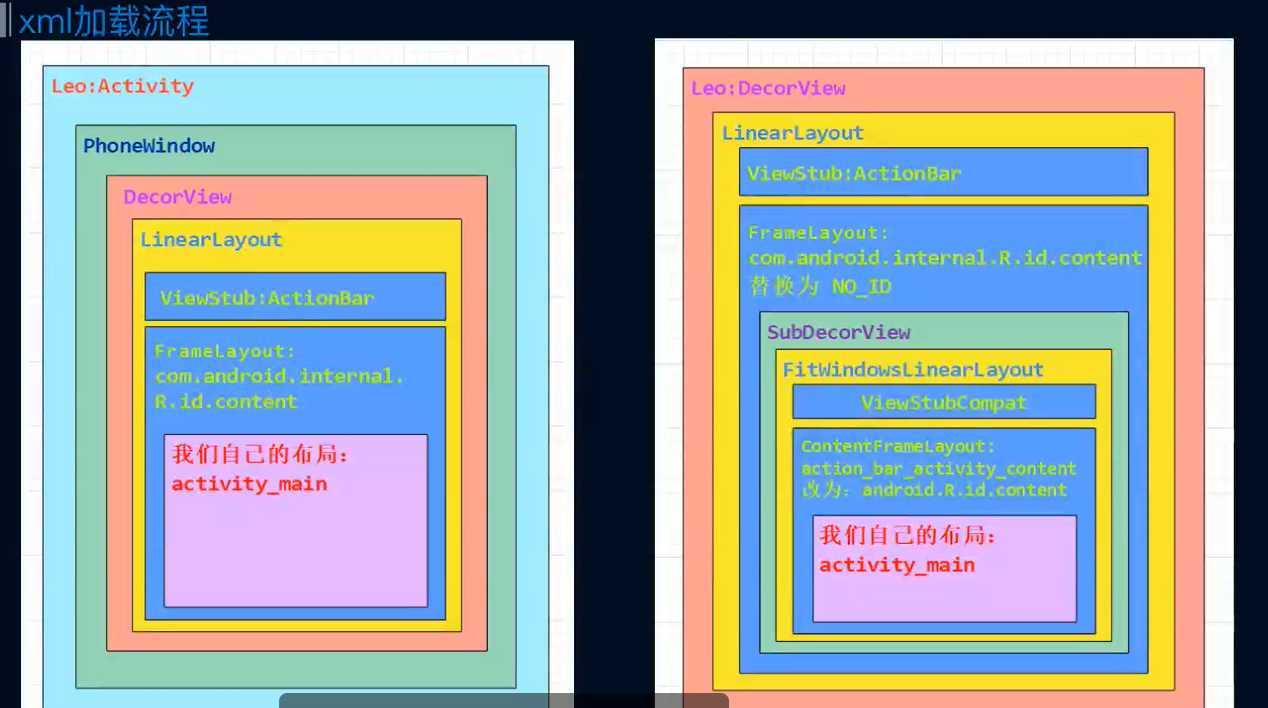 xml加载流程
Leo:Activity
PhoneWindow
DecorView
LinearLayout
ViewStub:ActionBar
FrameLayout:
com.android.internal.
R.id.content
我们自己的布局:
activity_main
Leo:DecorView
LinearLayout
ViewStub:ActionBar
FrameLayout:
com.android.internal.R.id.content
替换为 NO_ID
SubDecorView
FitWindowsLinearLayout
ViewStubCompat
ContentFrameLayout:
action_bar_activity_content
改为: android.R.id.content
我们自己的布局:
activity_main